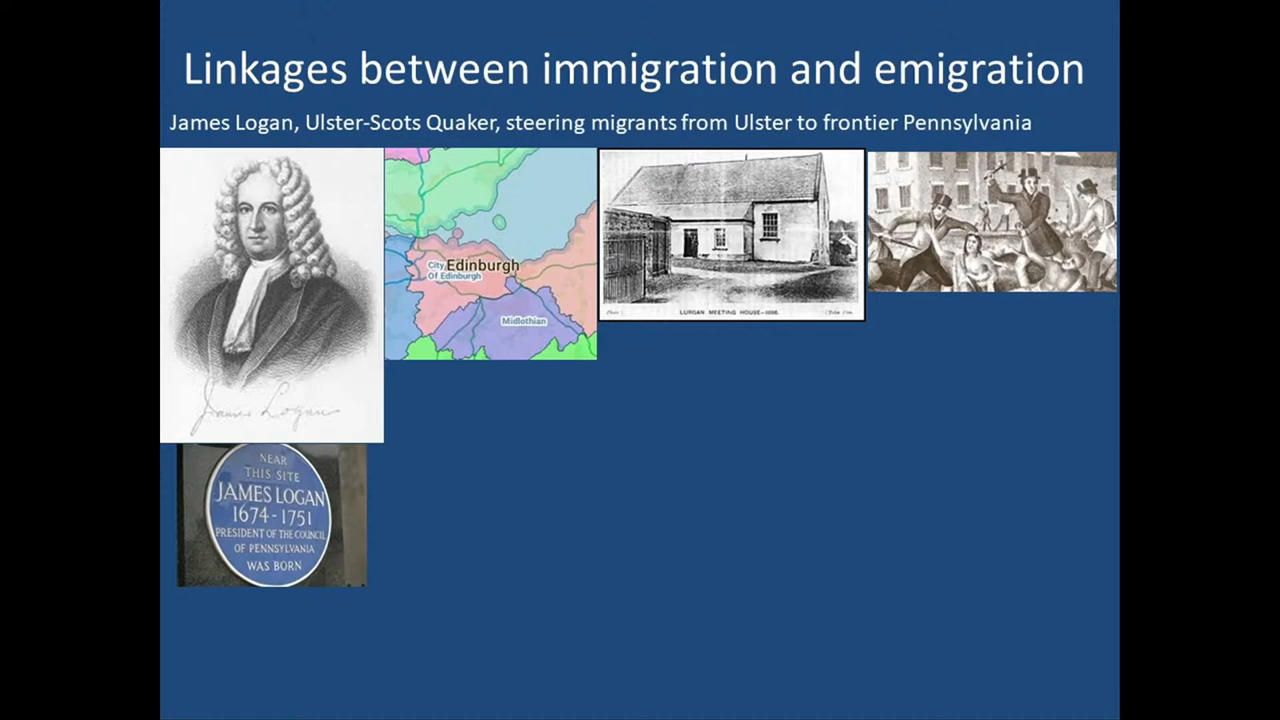 Linkages between immigration and emigration
James Logan, Ulster-Scots Quaker, steering migrants from Ulster to frontier Pennsylvania
James Logan
City
Of Edinburgh
Edinburgh
Midlothian
LURGAN MEETING HOUSE
NEAR
THIS SITE
JAMES LOGAN
1674-1751
PRESIDENT OF THE COUNCIL
OF PENNSYLVANIA
WAS BORN